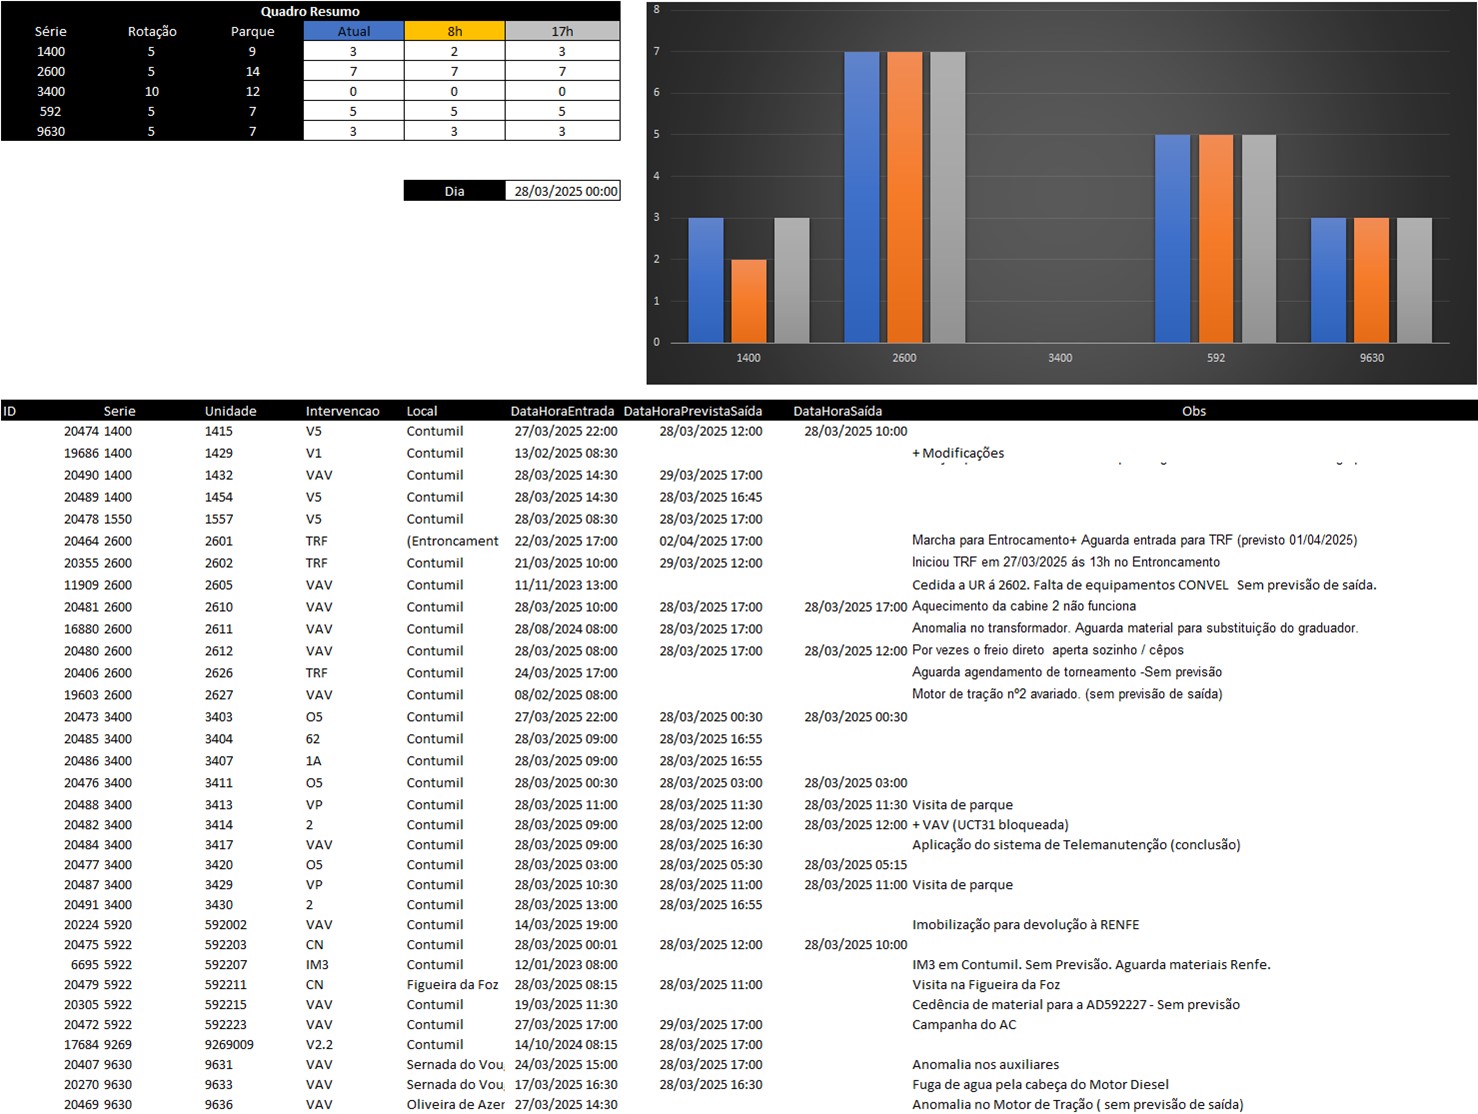 Quadro Resumo
Série Rotação Parque Atual 8h 17h
1400 5 9 3 2 3
2600 5 14 7 7 7
3400 10 12 0 0 0
592 5 7 5 5 5
9630 5 7 3 3 3
Dia 28/03/2025 00:00
8
7
6
5
4
3
2
1
0
1400 2600 3400 592 9630
ID Serie Unidade Intervencao Local DataHoraEntrada DataHoraPrevistaSaída DataHoraSaída Obs
20474 1400 1415 V5 Contumil 27/03/2025 22:00 28/03/2025 12:00 28/03/2025 10:00
19686 1400 1429 V1 Contumil 13/02/2025 08:30 + Modificações
20490 1400 1432 VAV Contumil 28/03/2025 14:30 29/03/2025 17:00
20489 1400 1454 V5 Contumil 28/03/2025 14:30 28/03/2025 16:45
20478 1550 1557 V5 Contumil 28/03/2025 08:30 28/03/2025 17:00
20464 2600 2601 TRF (Entroncament 22/03/2025 17:00 02/04/2025 17:00 Marcha para Entrocamento+ Aguarda entrada para TRF (previsto 01/04/2025)
20355 2600 2602 TRF Contumil 21/03/2025 10:00 29/03/2025 12:00 Iniciou TRF em 27/03/2025 ás 13h no Entroncamento
11909 2600 2605 VAV Contumil 11/11/2023 13:00 Cedida a UR á 2602. Falta de equipamentos CONVEL Sem previsão de saída.
20481 2600 2610 VAV Contumil 28/03/2025 10:00 28/03/2025 17:00 28/03/2025 17:00 Aquecimento da cabine 2 não funciona
16880 2600 2611 VAV Contumil 28/08/2024 08:00 28/03/2025 17:00 Anomalia no transformador. Aguarda material para substituição do graduador.
20480 2600 2612 VAV Contumil 28/03/2025 08:00 28/03/2025 17:00 28/03/2025 12:00 Por vezes o freio direto aperta sozinho / cêpos
20406 2600 2626 TRF Contumil 24/03/2025 17:00 Aguarda agendamento de torneamento -Sem previsão
19603 2600 2627 VAV Contumil 08/02/2025 08:00 Motor de tração nº2 avariado. (sem previsão de saída)
20473 3400 3403 O5 Contumil 27/03/2025 22:00 28/03/2025 00:30 28/03/2025 00:30
20485 3400 3404 62 Contumil 28/03/2025 09:00 28/03/2025 16:55
20486 3400 3407 1A Contumil 28/03/2025 09:00 28/03/2025 16:55
20476 3400 3411 O5 Contumil 28/03/2025 00:30 28/03/2025 03:00 28/03/2025 03:00
20488 3400 3413 VP Contumil 28/03/2025 11:00 28/03/2025 11:30 28/03/2025 11:30 Visita de parque
20482 3400 3414 2 Contumil 28/03/2025 09:00 28/03/2025 12:00 28/03/2025 12:00 + VAV (UCT31 bloqueada)
20484 3400 3417 VAV Contumil 28/03/2025 09:00 28/03/2025 16:30 Aplicação do sistema de Telemanutenção (conclusão)
20477 3400 3420 O5 Contumil 28/03/2025 03:00 28/03/2025 05:30 28/03/2025 05:15
20487 3400 3429 VP Contumil 28/03/2025 10:30 28/03/2025 11:00 28/03/2025 11:00 Visita de parque
20491 3400 3430 2 Contumil 28/03/2025 13:00 28/03/2025 16:55
20224 5920 592002 VAV Contumil 14/03/2025 19:00 Imobilização para devolução à RENFE
20475 5922 592203 CN Contumil 28/03/2025 00:01 28/03/2025 12:00 28/03/2025 10:00
6695 5922 592207 IM3 Contumil 12/01/2023 08:00 IM3 em Contumil. Sem Previsão. Aguarda materiais Renfe.
20479 5922 592211 CN Figueira da Foz 28/03/2025 08:15 28/03/2025 11:00 Visita na Figueira da Foz
20305 5922 592215 VAV Contumil 19/03/2025 11:30 Cedência de material para a AD592227 - Sem previsão
20472 5922 592223 VAV Contumil 27/03/2025 17:00 29/03/2025 17:00 Campanha do AC
17684 9269 9269009 V2.2 Contumil 14/10/2024 08:15 28/03/2025 17:00
20407 9630 9631 VAV Sernada do Vou 24/03/2025 15:00 28/03/2025 17:00 Anomalia nos auxiliares
20270 9630 9633 VAV Sernada do Vou 17/03/2025 16:30 28/03/2025 16:30 Fuga de agua pela cabeça do Motor Diesel
20469 9630 9636 VAV Oliveira de Azer 27/03/2025 14:30 Anomalia no Motor de Tração ( sem previsão de saída)